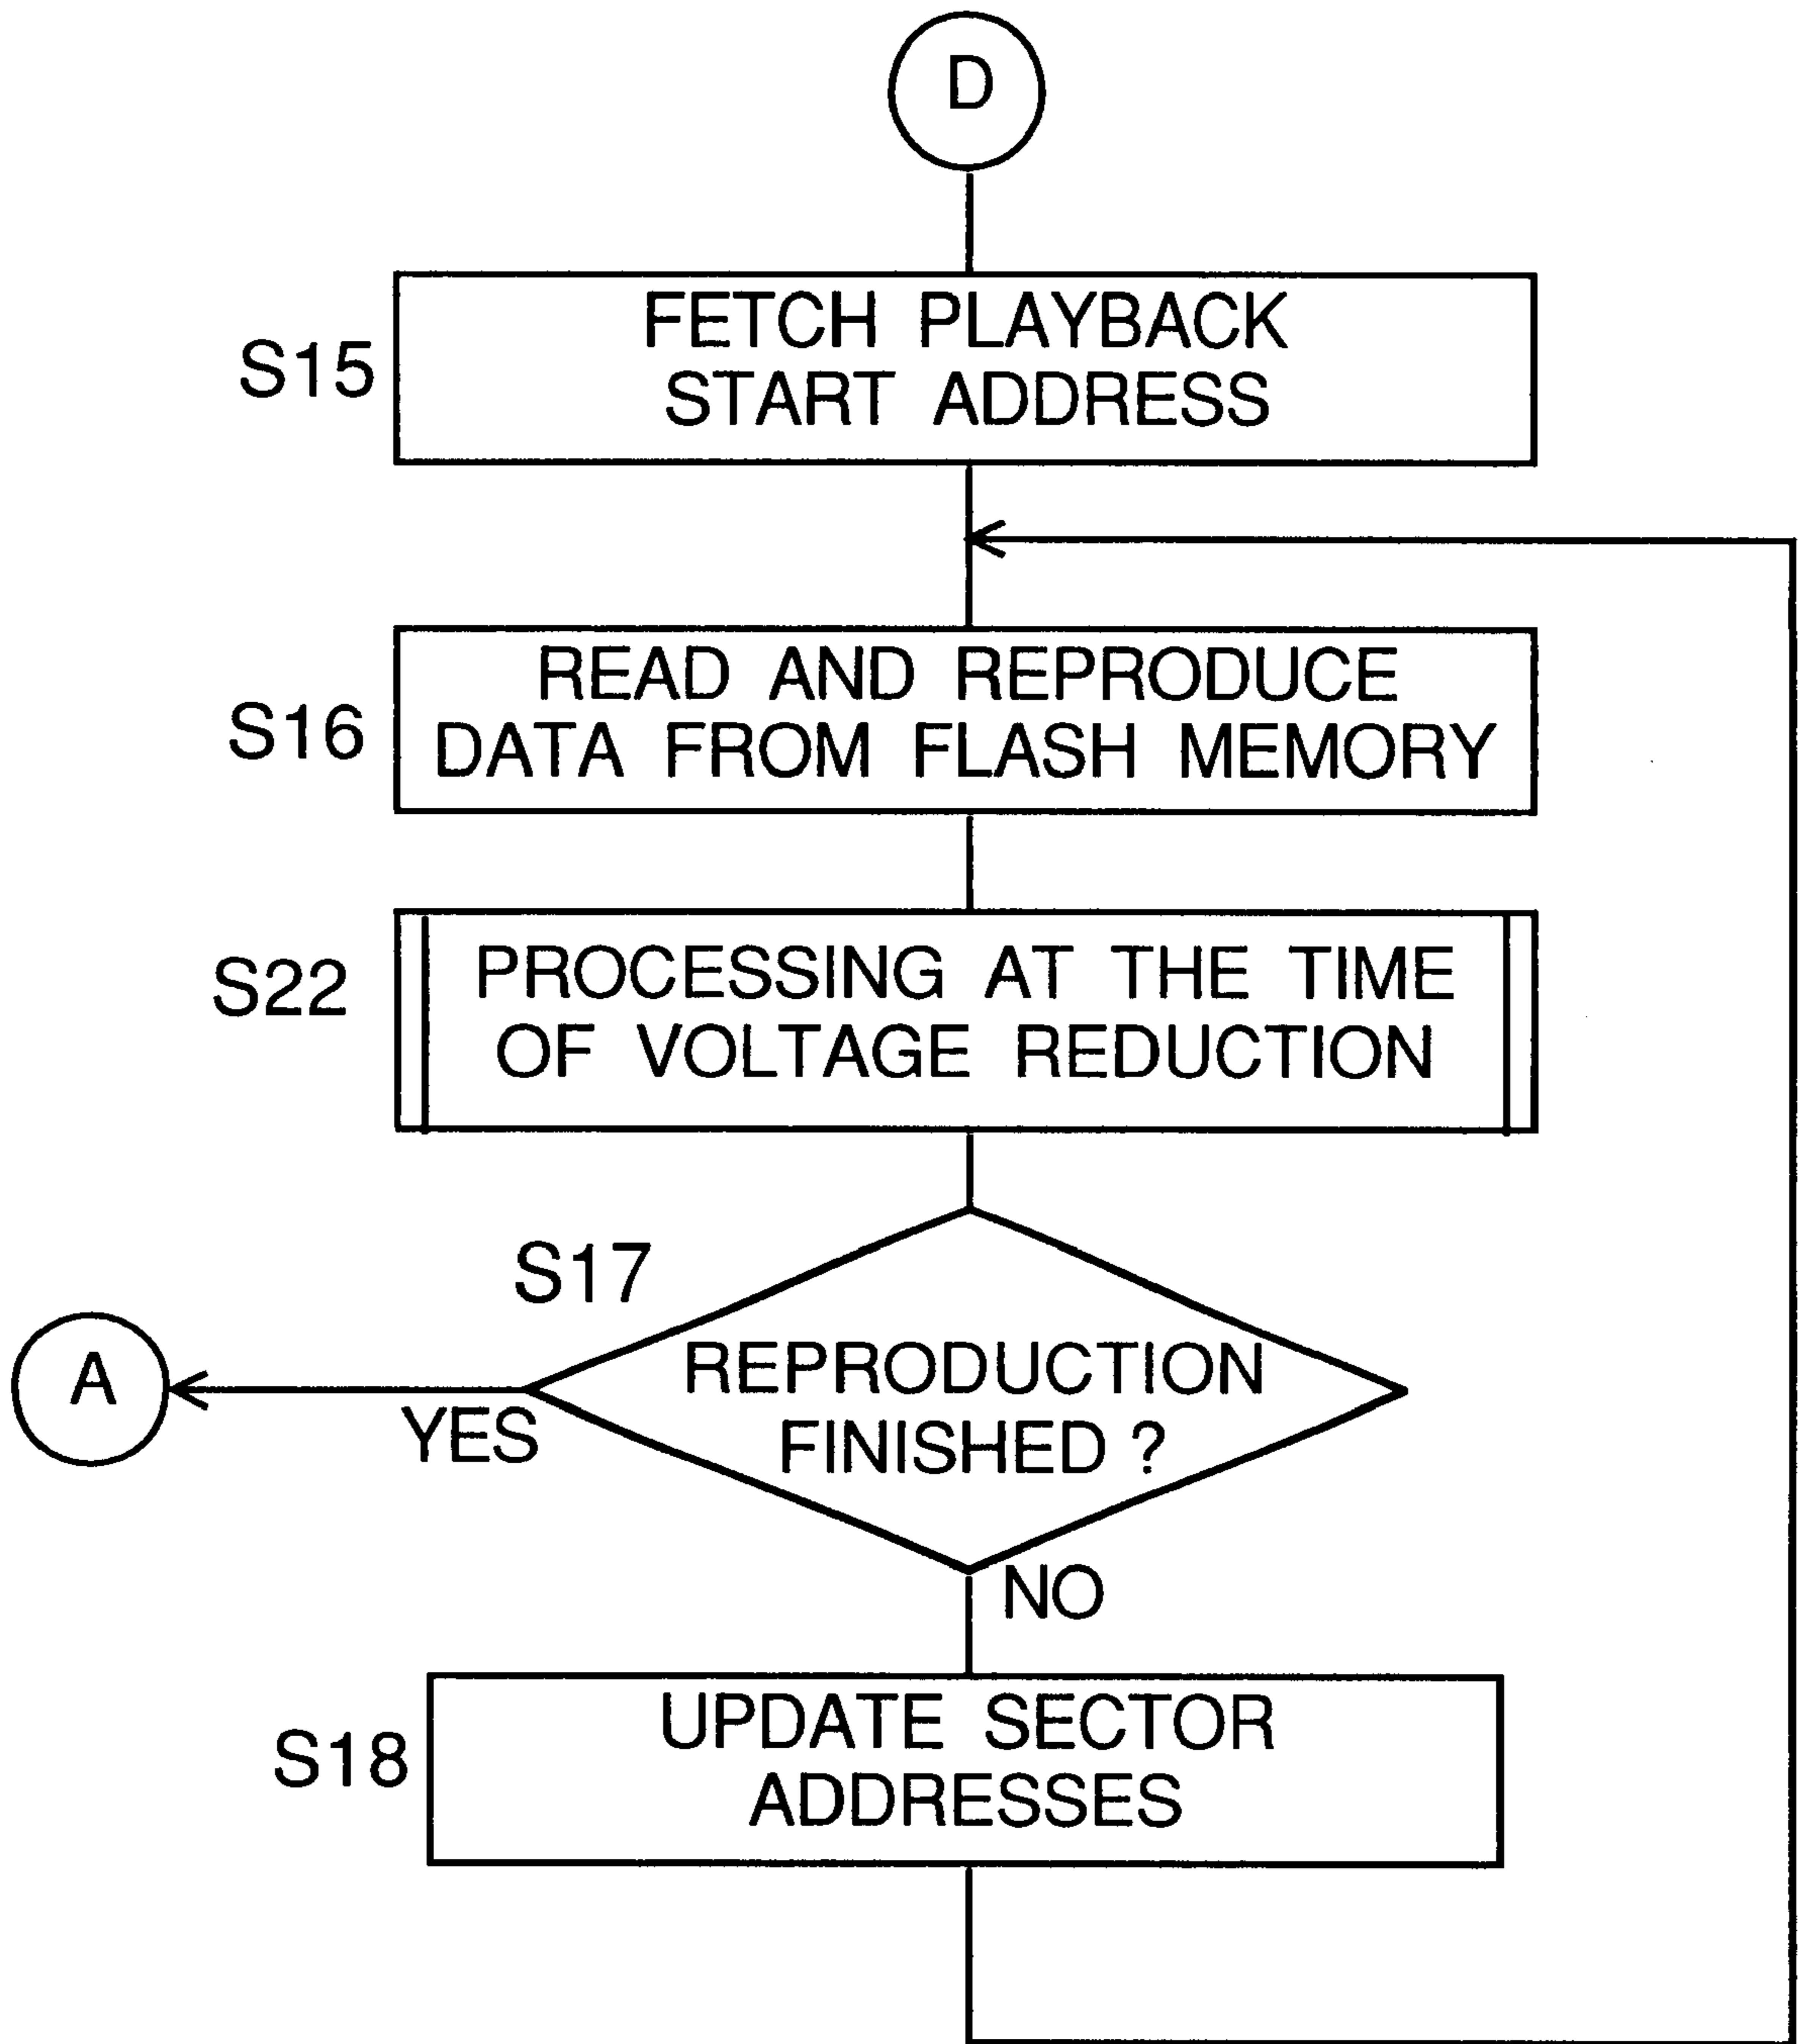 D
FETCH PLAYBACK
START ADDRESS
S15
READ AND REPRODUCE
DATA FROM FLASH MEMORY
S16
PROCESSING AT THE TIME
OF VOLTAGE REDUCTION
S22
S17
REPRODUCTION
FINISHED ?
A
YES
NO
UPDATE SECTOR
ADDRESSES
S18